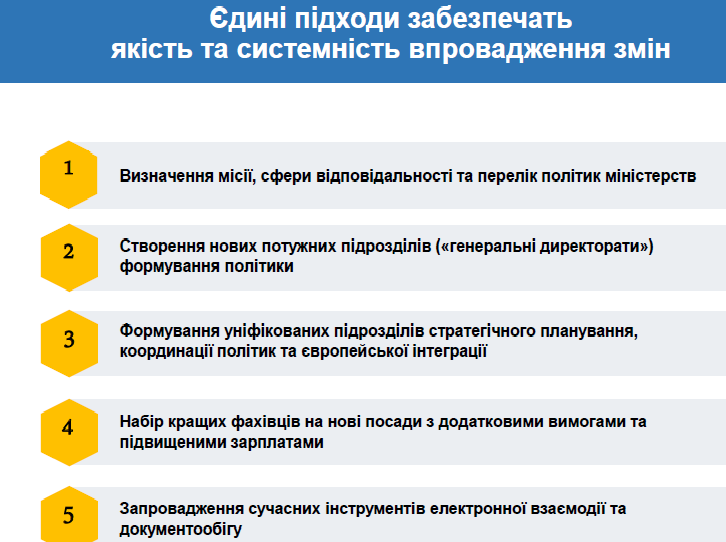 Єдині підходи забезпечать
якість та системність впровадження змін
1
Визначення місії, сфери відповідальності та перелік політик міністерств
2
Створення нових потужних підрозділів («генеральні директорати»)
формування політики
3
Формування уніфікованих підрозділів стратегічного планування,
координації політик та європейської інтеграції
4
Набір кращих фахівців на нові посади з додатковими вимогами та
підвищеними зарплатами
5
Запровадження сучасних інструментів електронної взаємодії та
документообігу